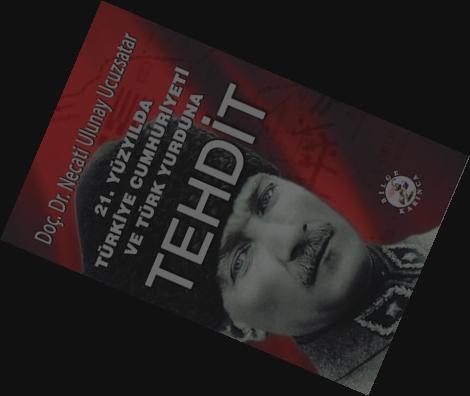 Doç. Dr. Necati Ulunay Ucuzsatar
21. YÜZYILDA
TÜRKİYE CUMHURİYETİ
VE TÜRK YURDUNA
TEHDİT